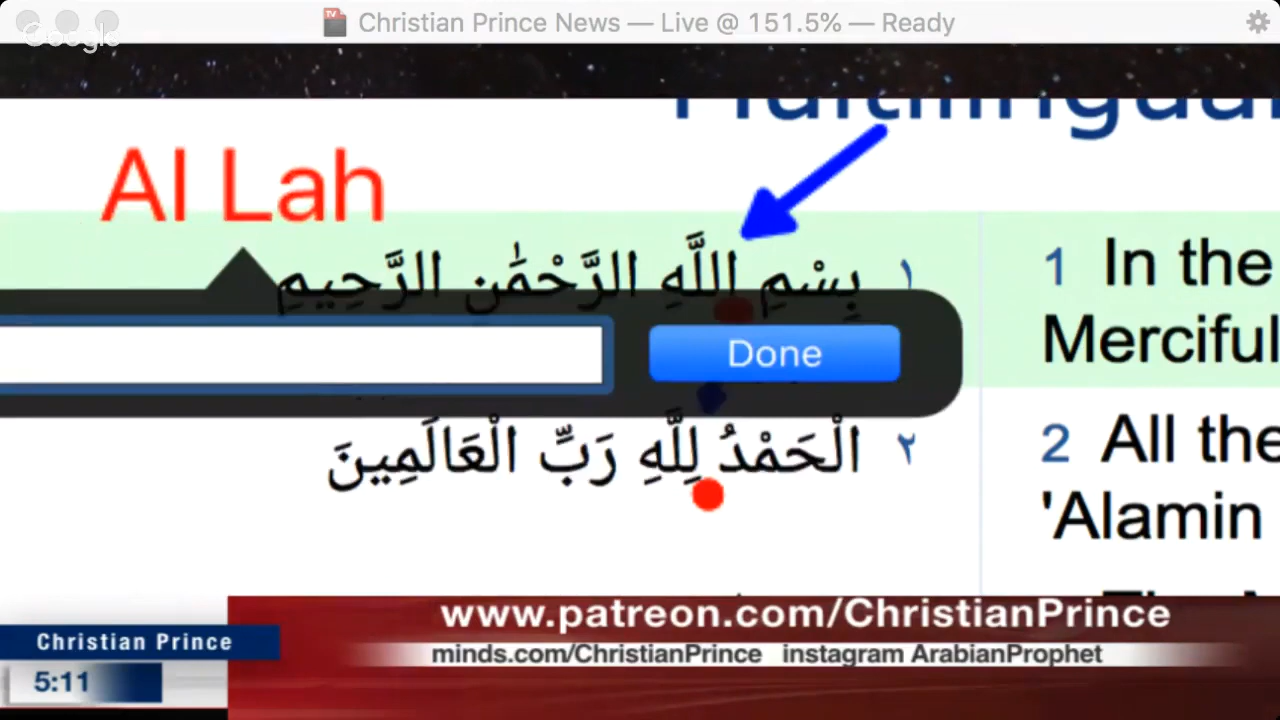 Christian Prince News — Live @ 151.5% — Ready
Google
Al Lah
١ بِسْمِ اللَّهِ الرَّحْمَٰنِ الرَّحِيمِ
1 In the
Merciful
Done
٢ الْحَمْدُ لِلَّهِ رَبِّ الْعَالَمِينَ
2 All the
'Alamin
www.patreon.com/ChristianPrince
Christian Prince
minds.com/ChristianPrince instagram ArabianProphet
5:11